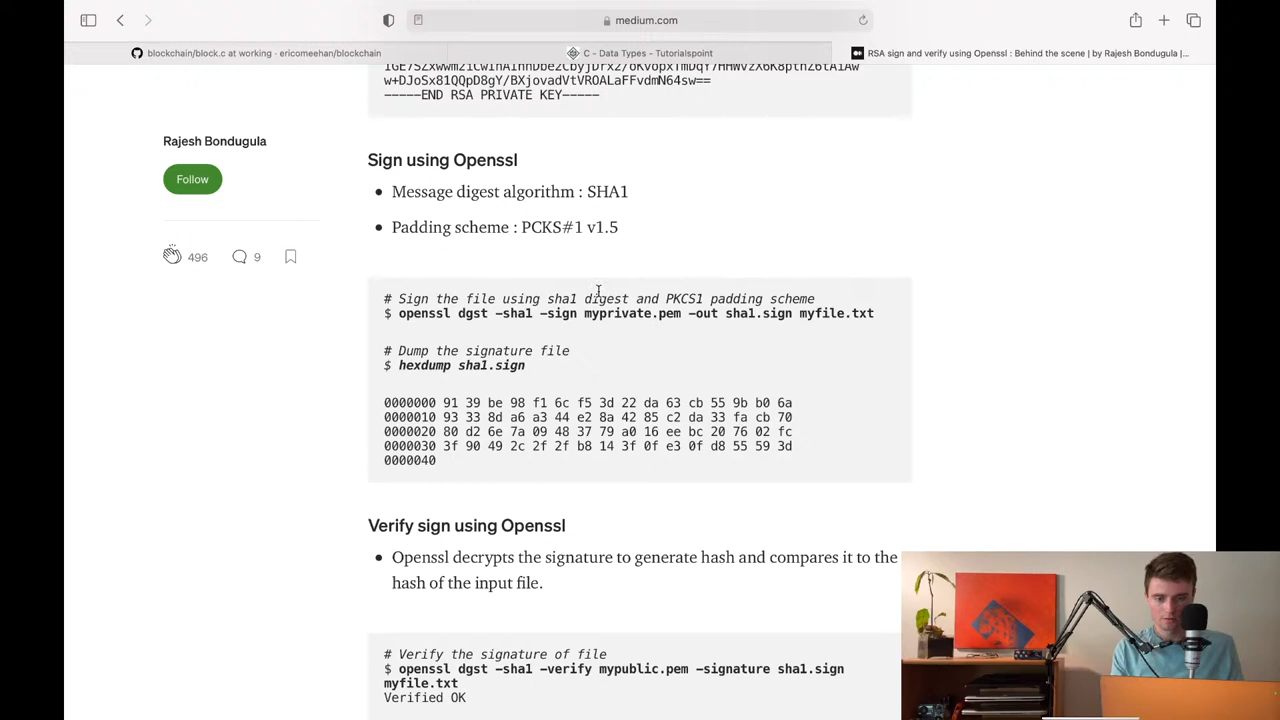 medium.com
blockchain/block.c at working · ericomeehan/blockchain
C - Data Types - Tutorialspoint
RSA sign and verify using Openssl : Behind the scene | by Rajesh Bondugula |...
w+DJoSx81QQpD8gY/BXjovadVtVROALaFFvdmN64sw==
-----END RSA PRIVATE KEY-----
Rajesh Bondugula
Follow
496
9
Sign using Openssl
• Message digest algorithm : SHA1
• Padding scheme : PCKS#1 v1.5
# Sign the file using sha1 digest and PKCS1 padding scheme
$ openssl dgst -sha1 -sign myprivate.pem -out sha1.sign myfile.txt
# Dump the signature file
$ hexdump sha1.sign
0000000 91 39 be 98 f1 6c f5 3d 22 da 63 cb 55 9b b0 6a
0000010 93 33 8d a6 a3 44 e2 8a 42 85 c2 da 33 fa cb 70
0000020 80 d2 6e 7a 09 48 37 79 a0 16 ee bc 20 76 02 fc
0000030 3f 90 49 2c 2f 2f b8 14 3f 0f e3 0f d8 55 59 3d
0000040
Verify sign using Openssl
• Openssl decrypts the signature to generate hash and compares it to the
hash of the input file.
# Verify the signature of file
$ openssl dgst -sha1 -verify mypublic.pem -signature sha1.sign
myfile.txt
Verified OK